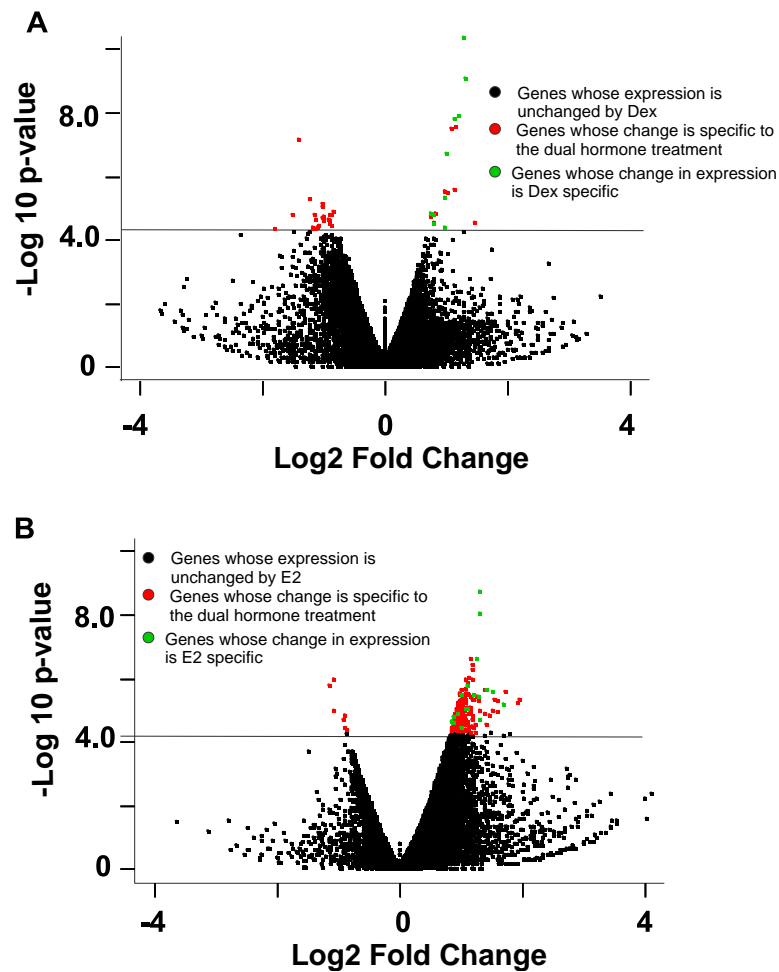 A
-Log 10 p-value
8.0
4.0
0
Genes whose expression is
unchanged by Dex
Genes whose change is specific to
the dual hormone treatment
Genes whose change in expression
is Dex specific
-4
0
4
Log2 Fold Change
B
-Log 10 p-value
8.0
4.0
0
Genes whose expression is
unchanged by E2
Genes whose change is specific to
the dual hormone treatment
Genes whose change in expression
is E2 specific
-4
0
4
Log2 Fold Change